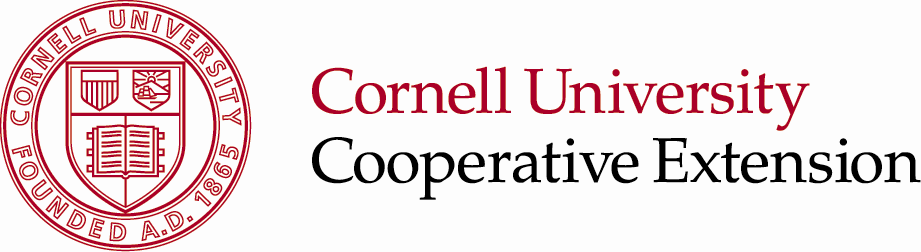 CORNELL UNIVERSITY
FOUNDED A.D. 1865
Cornell University
Cooperative Extension